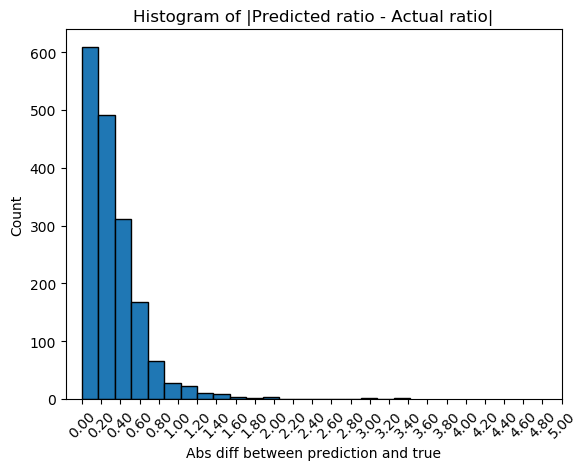 Histogram of |Predicted ratio - Actual ratio|
600
500
400
300
200
100
0
Count
0.00 0.20 0.40 0.60 0.80 1.00 1.20 1.40 1.60 1.80 2.00 2.20 2.40 2.60 2.80 3.00 3.20 3.40 3.60 3.80 4.00 4.20 4.40 4.60 4.80 5.00
Abs diff between prediction and true